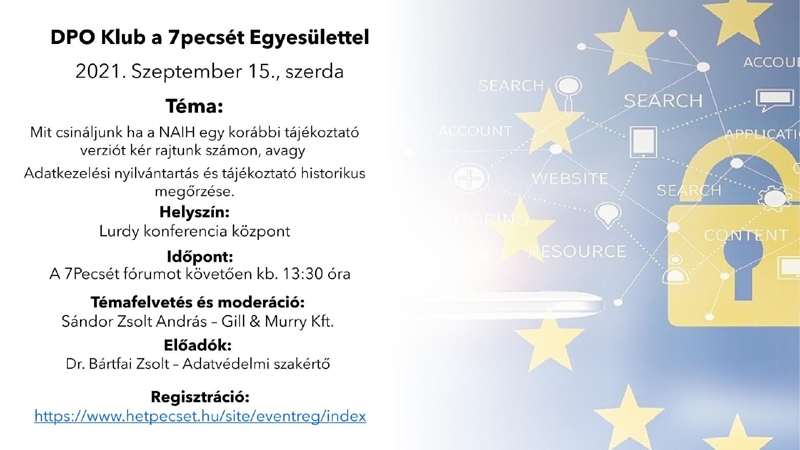 DPO Klub a 7pecsét Egyesülettel
2021. Szeptember 15., szerda
Téma:
Mit csináljunk ha a NAIH egy korábbi tájékoztató
verziót kér rajtunk számon, avagy
Adatkezelési nyilvántartás és tájékoztató historikus
megőrzése.
Helyszín:
Lurdy konferencia központ
Időpont:
A 7Pecsét fórumot követően kb. 13:30 óra
Témafelvetés és moderáció:
Sándor Zsolt András – Gill & Murry Kft.
Előadók:
Dr. Bártfai Zsolt – Adatvédelmi szakértő
Regisztráció:
https://www.hetpecset.hu/site/eventreg/index
ACCOU
SEARCH
SEARCH
ACCOUNT
APPLICATION
WEBSITE
SEARCH
CONTENT
RESOURCE